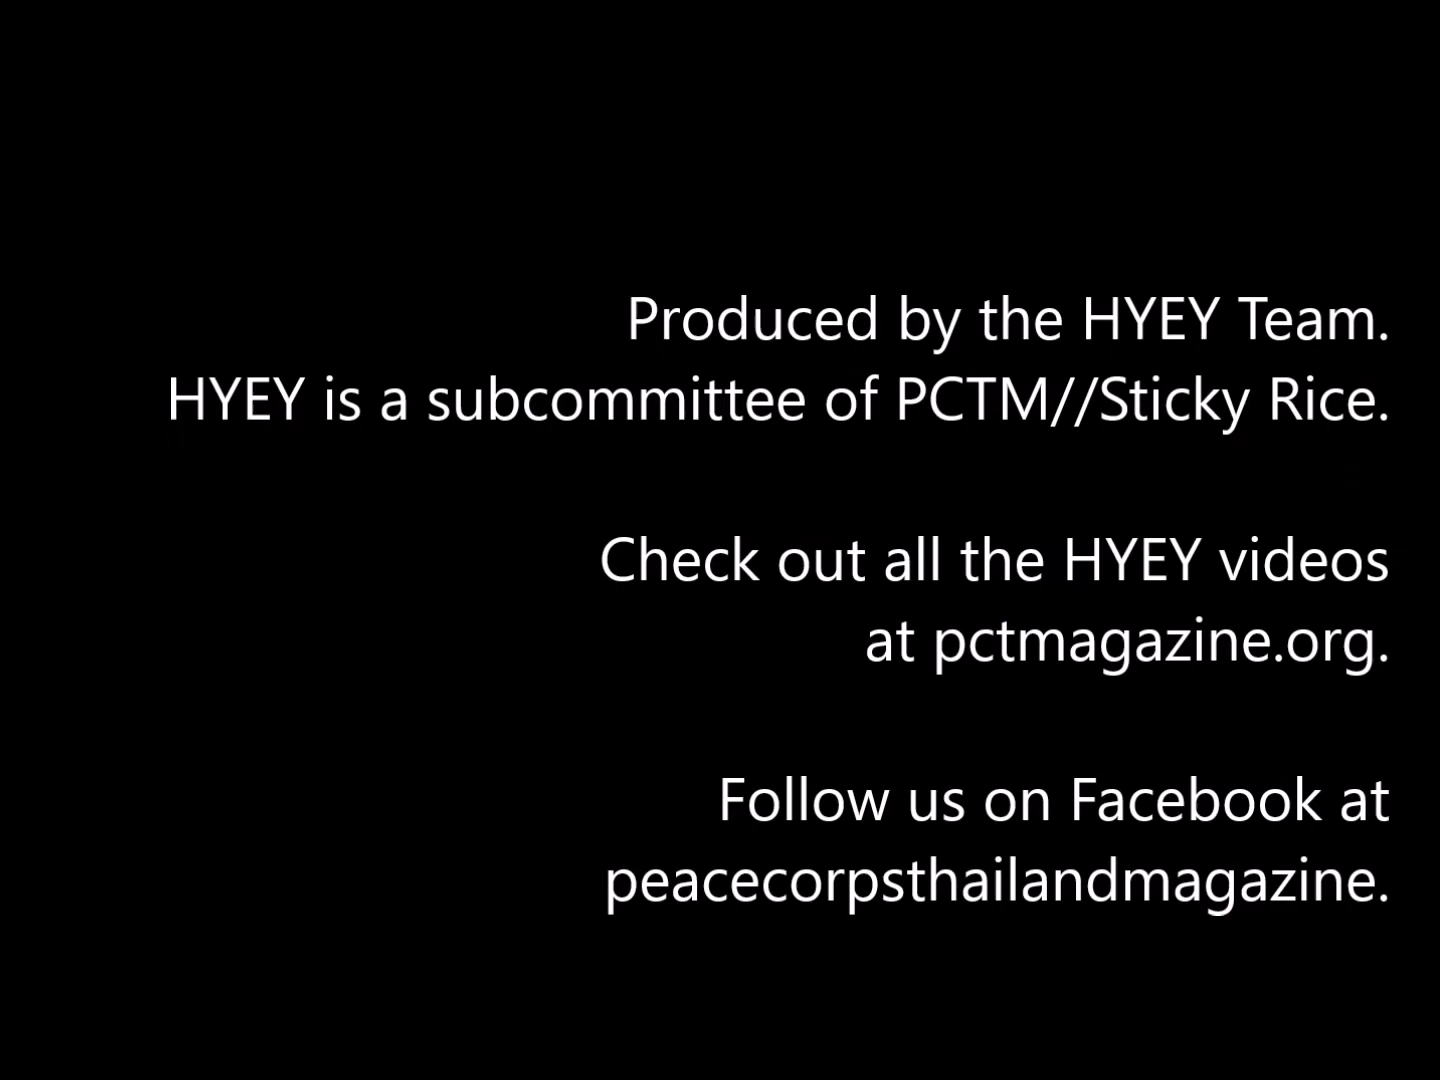 Produced by the HYEY Team.
HYEY is a subcommittee of PCTM//Sticky Rice.
Check out all the HYEY videos
at pctmagazine.org.
Follow us on Facebook at
peacecorpsthailandmagazine.